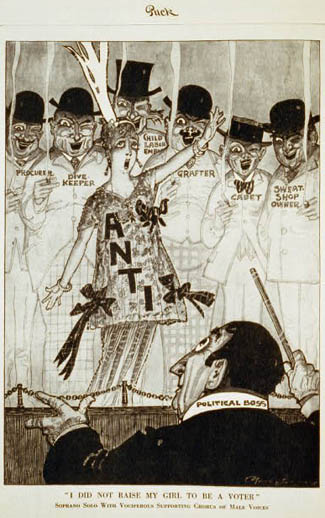 Puck
PROCURER
DIVE
KEEPER
CHILD
LABOR
GRAFTER
CADET
SWEAT
SHOP
OWNER
ANTI
POLITICAL BOSS
"I DID NOT RAISE MY GIRL TO BE A VOTER"
SOPRANO SOLO WITH VOCIFEROUS SUPPORTING CHORUS OF MALE VOICES